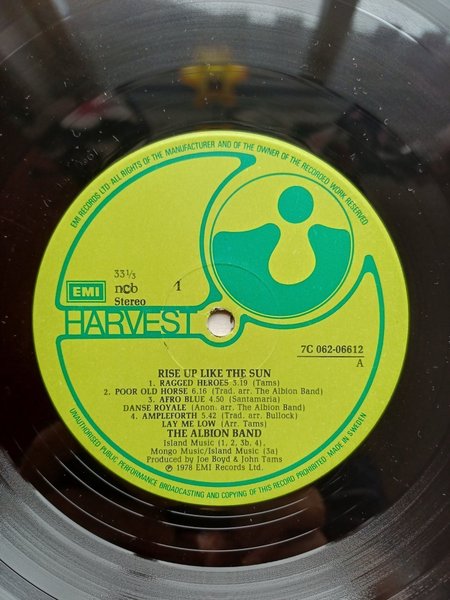 EMI RECORDS LTD ALL RIGHTS OF THE MANUFACTURER AND OF THE OWNER OF THE RECORDED WORK RESERVED
33 1/3
ncb 1
Stereo
EMI
HARVEST
7C 062-06612
A
RISE UP LIKE THE SUN
1. RAGGED HEROES 3.19 (Tams)
2. POOR OLD HORSE 6.16 (Trad. arr. The Albion Band)
3. AFRO BLUE 4.50 (Santamaria)
DANSE ROYALE (Anon. arr. The Albion Band)
4. AMPLEFORTH 5.42 (Trad. arr. Bullock)
LAY ME LOW (Arr. Tams)
THE ALBION BAND
Island Music (1, 2, 3b, 4).
Mongo Music/Island Music (3a)
Produced by Joe Boyd & John Tams
℗ 1978 EMI Records Ltd.
UNAUTHORISED PUBLIC PERFORMANCE BROADCASTING AND COPYING OF THIS RECORD PROHIBITED MADE IN SWEDEN